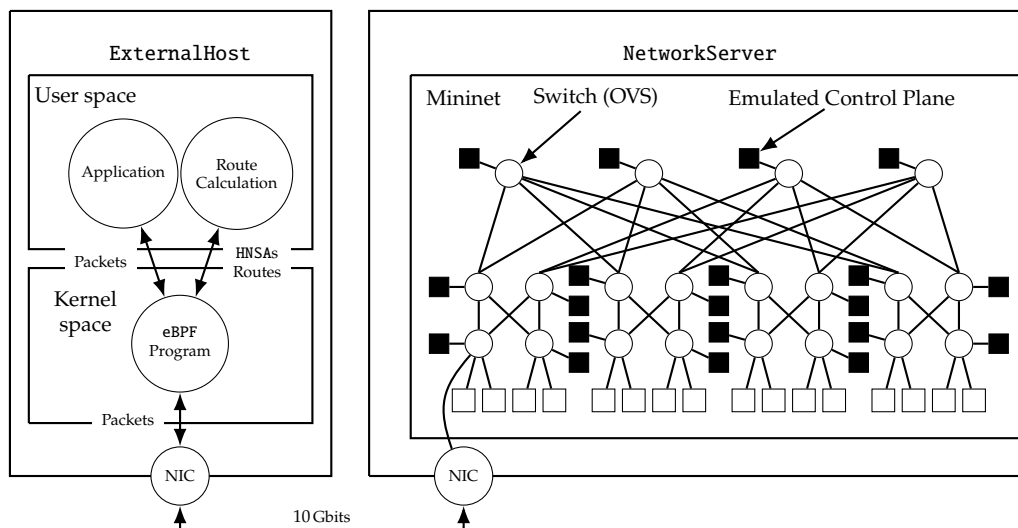 ExternalHost
User space
Application
Route
Calculation
Packets
HNSAs
Routes
Kernel
space
eBPF
Program
Packets
NIC
10 Gbits
NetworkServer
Mininet
Switch (OVS)
Emulated Control Plane
NIC